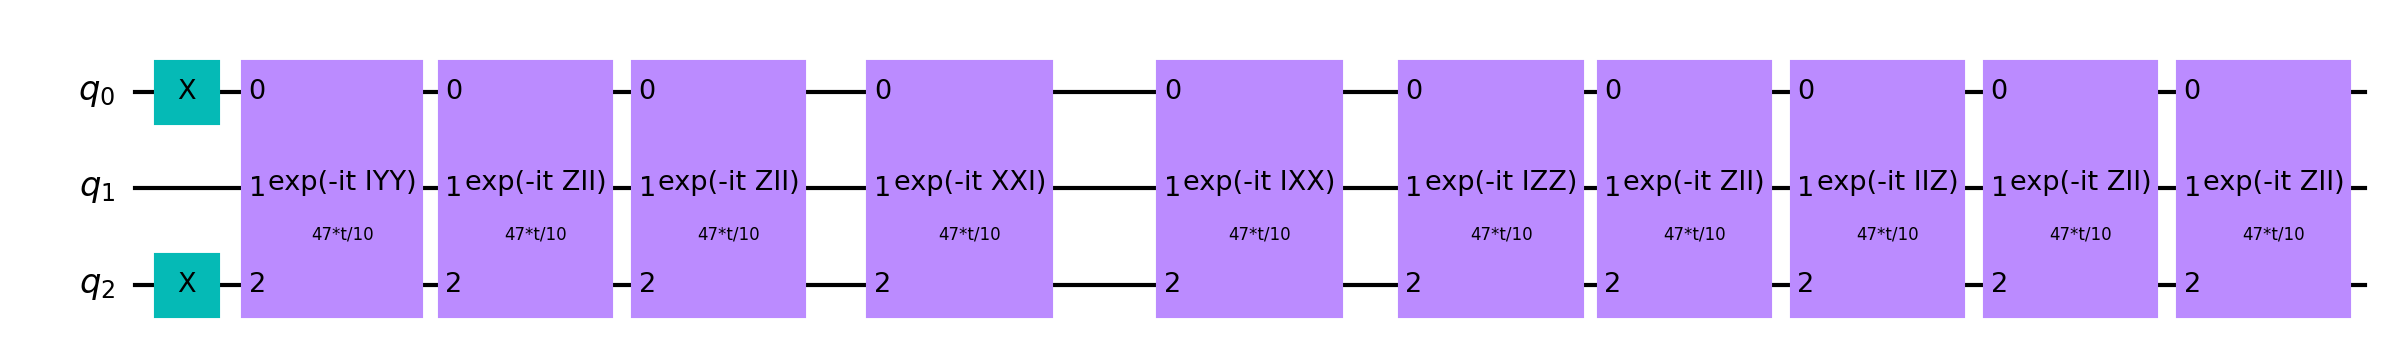 q0 X 0 0 0 0 0 0 0 0 0 0
q1 1 exp(-it IYY) 1 exp(-it ZII) 1 exp(-it ZII) 1 exp(-it XXI) 1 exp(-it IXX) 1 exp(-it IZZ) 1 exp(-it ZII) 1 exp(-it IIZ) 1 exp(-it ZII) 1 exp(-it ZII)
47*t/10 47*t/10 47*t/10 47*t/10 47*t/10 47*t/10 47*t/10 47*t/10 47*t/10 47*t/10
q2 X 2 2 2 2 2 2 2 2 2 2